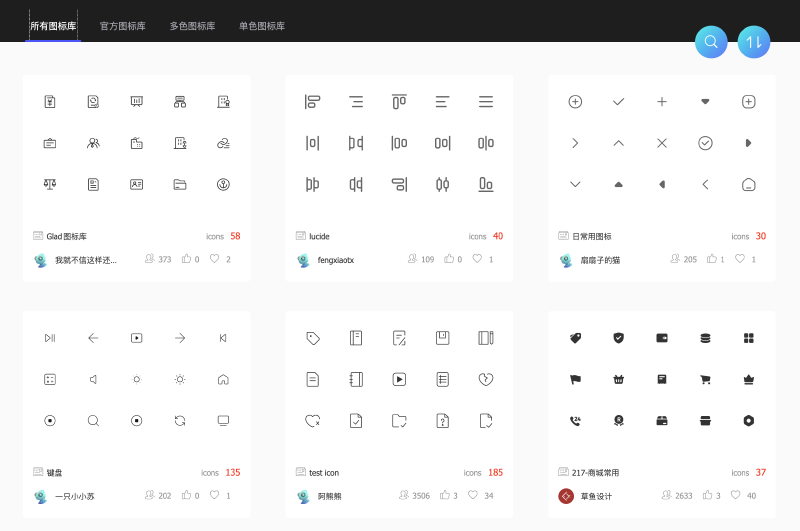 所有图标库 官方图标库 多色图标库 单色图标库
Glad图标库 icons 58
我就不信这样还... 373 0 2
lucide icons 40
fengxiaotx 109 0 1
日常用图标 icons 30
扇扇子的猫 205 1 1
键盘 icons 135
一只小小苏 202 0 1
test icon icons 185
阿熊熊 3506 3 34
217-商城常用 icons 37
草鱼设计 2633 3 40